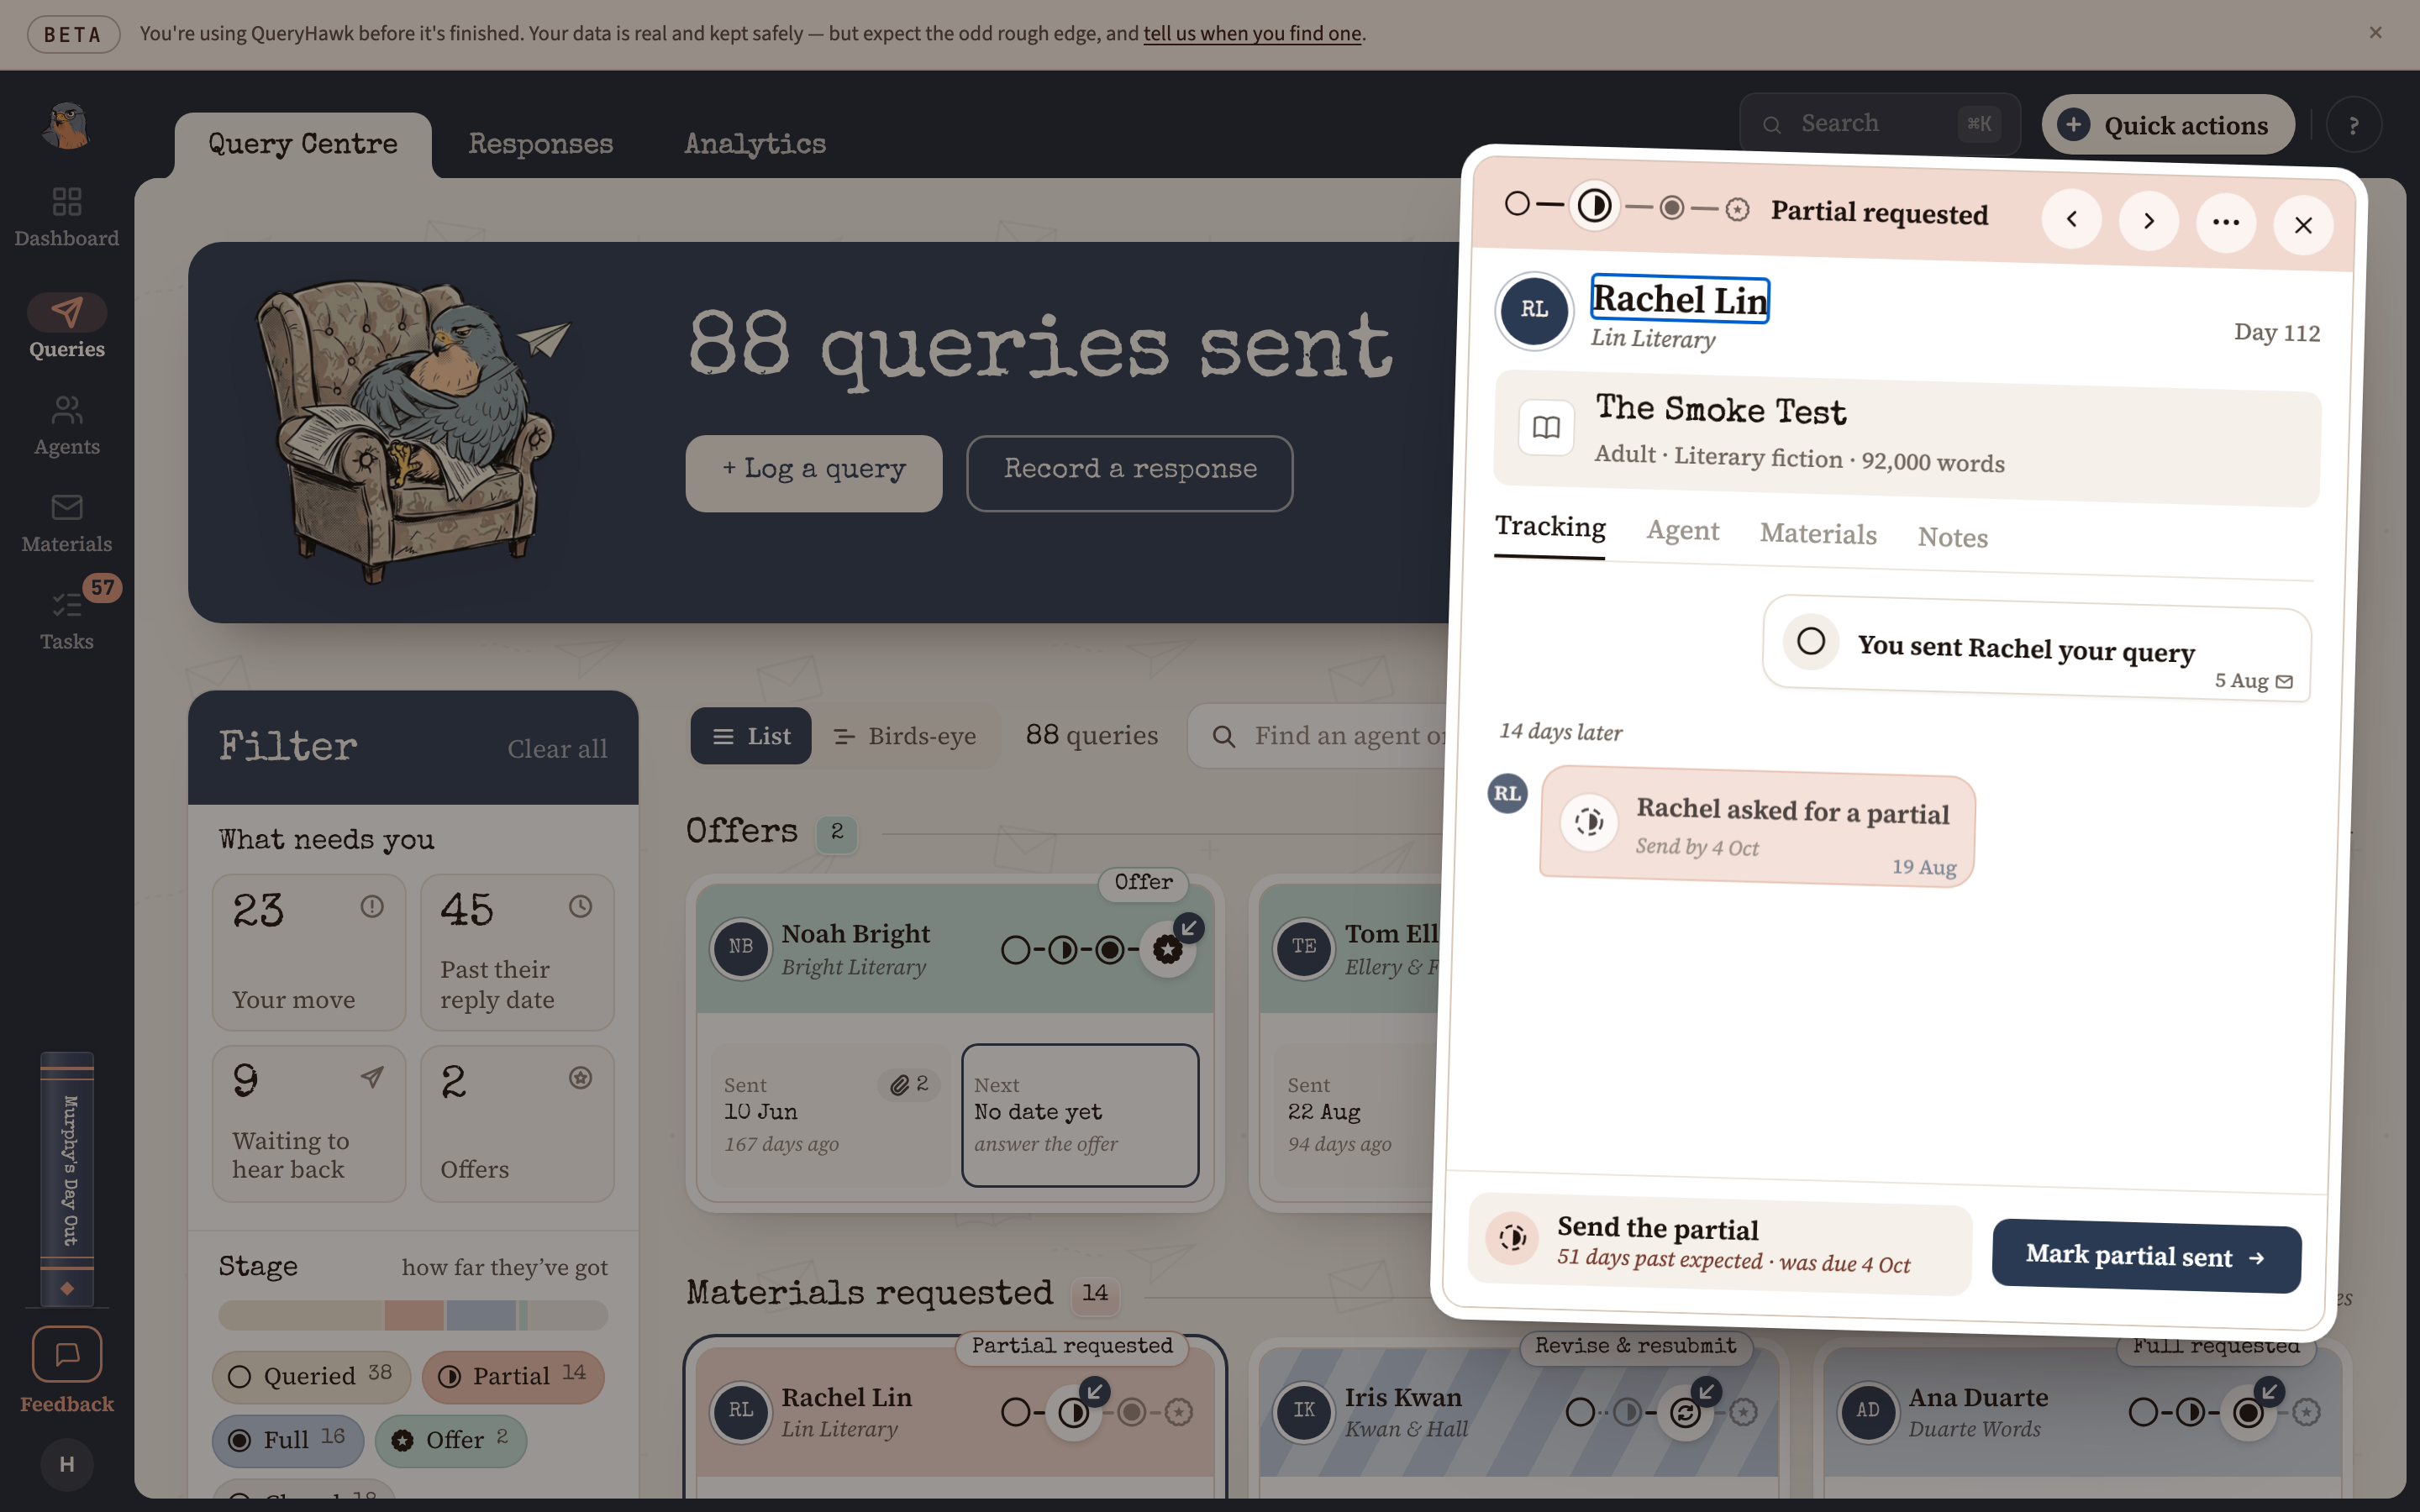 BETA You're using QueryHawk before it's finished. Your data is real and kept safely — but expect the odd rough edge, and tell us when you find one.
Query Centre
Responses
Analytics
Search ⌘K
Quick actions
?
Dashboard
Queries
Agents
Materials
57
Tasks
Murphy's Day Out
Feedback
H
88 queries sent
+ Log a query
Record a response
Filter
Clear all
What needs you
23
Your move
45
Past their
reply date
9
Waiting to
hear back
2
Offers
Stage
how far they've got
Queried 38
Partial 14
Full 16
Offer 2
List
Birds-eye
88 queries
Find an agent
Offers 2
Offer
NB
Noah Bright
Bright Literary
Sent
10 Jun
167 days ago
2
Next
No date yet
answer the offer
TE
Tom Ell
Ellery & F
Sent
22 Aug
94 days ago
Materials requested 14
Partial requested
RL
Rachel Lin
Lin Literary
Revise & resubmit
IK
Iris Kwan
Kwan & Hall
Full requested
AD
Ana Duarte
Duarte Words
Partial requested
RL
Rachel Lin
Lin Literary
Day 112
The Smoke Test
Adult · Literary fiction · 92,000 words
Tracking
Agent
Materials
Notes
You sent Rachel your query
5 Aug
14 days later
RL
Rachel asked for a partial
Send by 4 Oct
19 Aug
Send the partial
51 days past expected · was due 4 Oct
Mark partial sent →